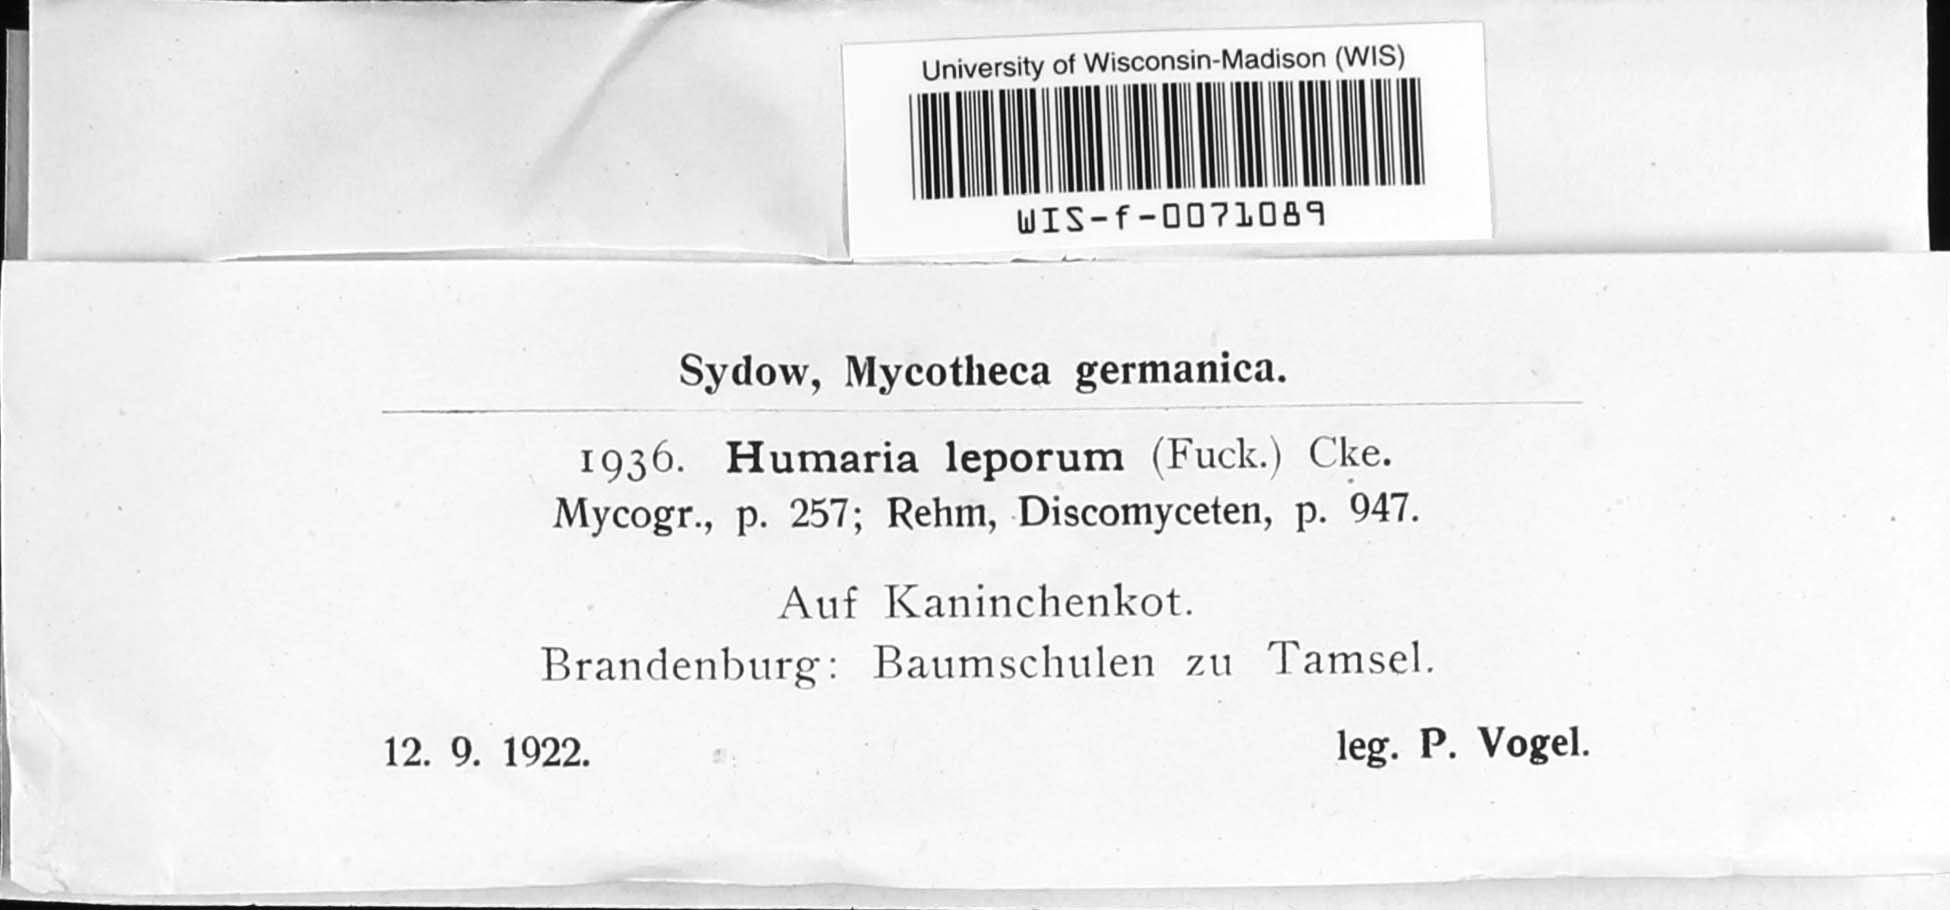 University of Wisconsin-Madison (WIS)
WIS-f-0071089
Sydow, Mycotheca germanica.
1936. Humaria leporum (Fuck.) Cke.
Mycogr., p. 257; Rehm, Discomyceten, p. 947.
Auf Kaninchenkot.
Brandenburg: Baumschulen zu Tamsel.
12. 9. 1922. leg. P. Vogel.